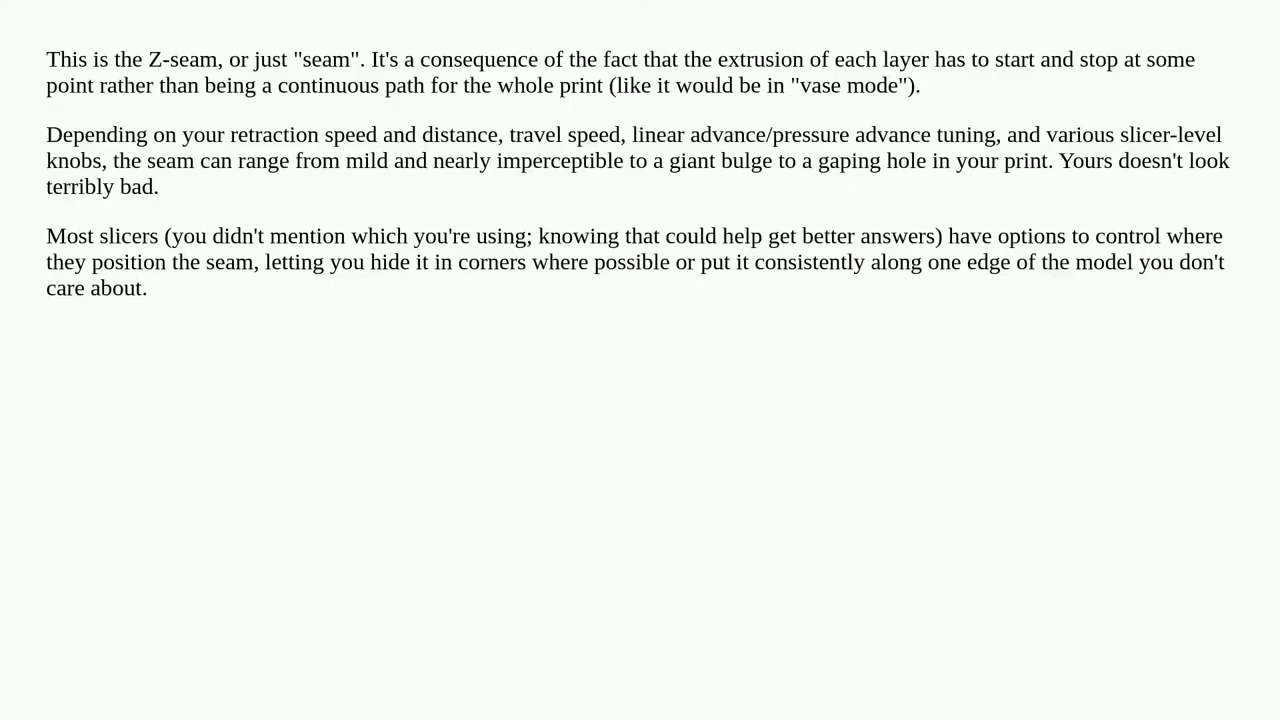 This is the Z-seam, or just "seam". It's a consequence of the fact that the extrusion of each layer has to start and stop at some
point rather than being a continuous path for the whole print (like it would be in "vase mode").
Depending on your retraction speed and distance, travel speed, linear advance/pressure advance tuning, and various slicer-level
knobs, the seam can range from mild and nearly imperceptible to a giant bulge to a gaping hole in your print. Yours doesn't look
terribly bad.
Most slicers (you didn't mention which you're using; knowing that could help get better answers) have options to control where
they position the seam, letting you hide it in corners where possible or put it consistently along one edge of the model you don't
care about.